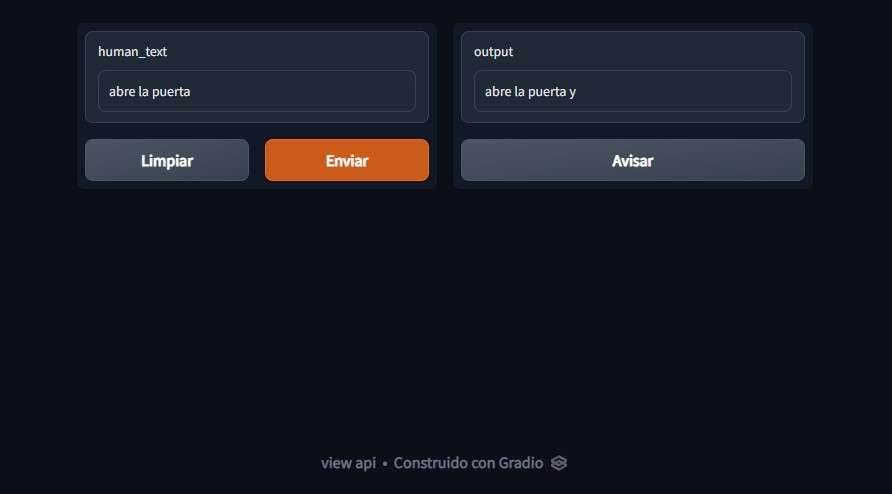 human_text
abre la puerta
Limpiar
Enviar
output
abre la puerta y
Avisar
view api • Construido con Gradio